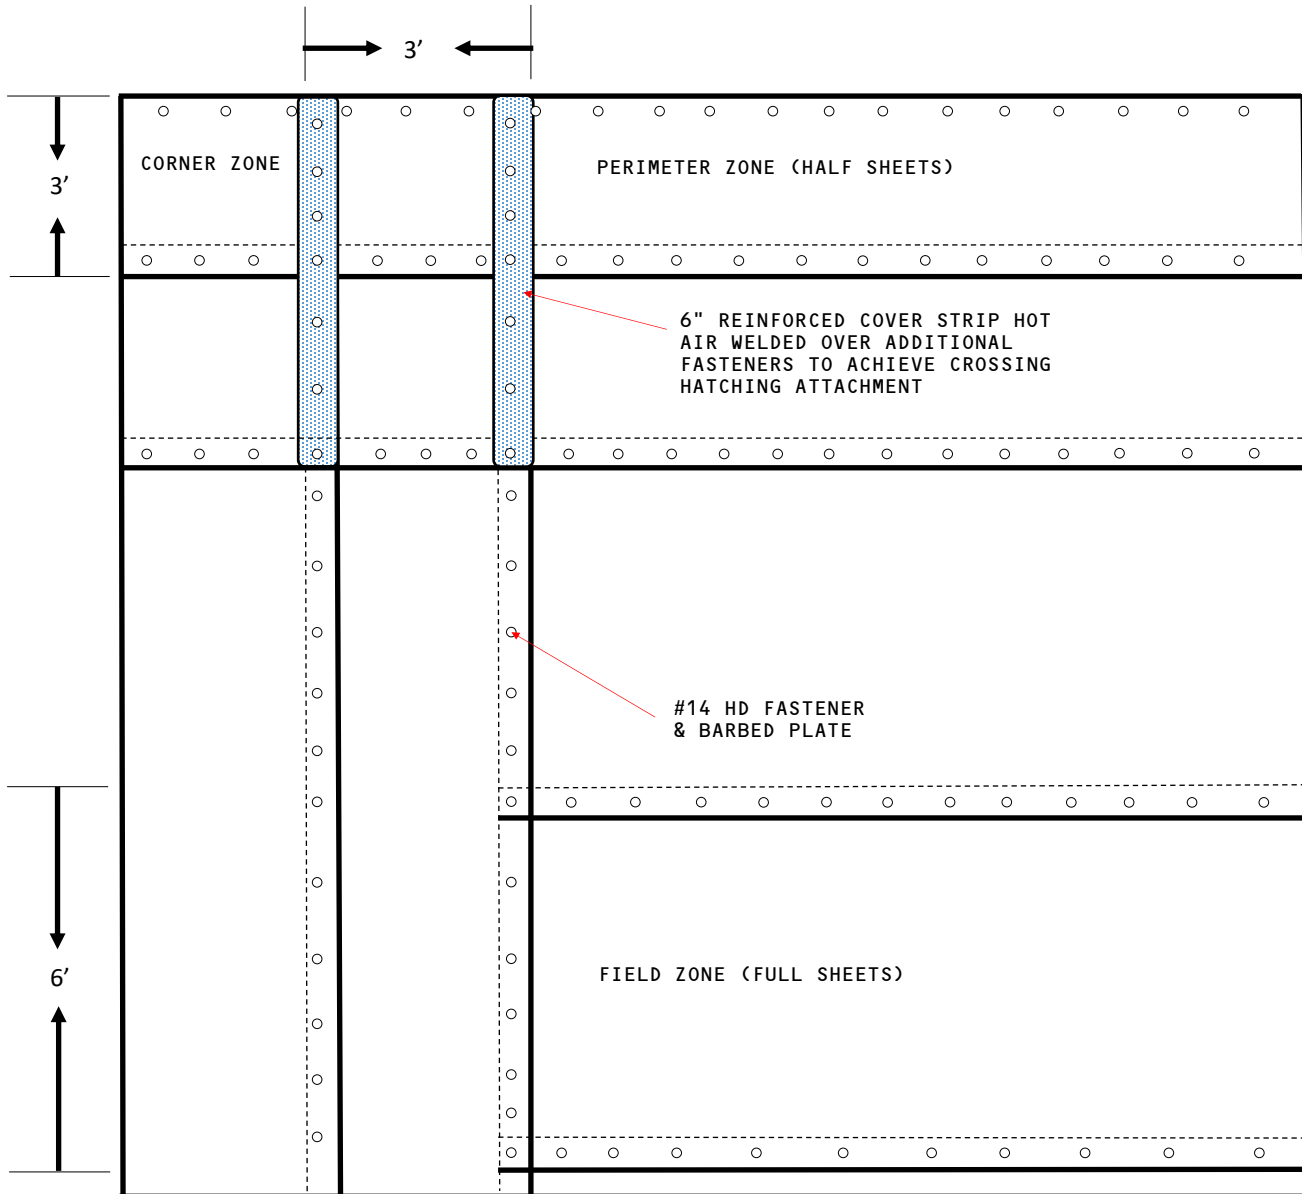 3’
3’
CORNER ZONE
PERIMETER ZONE (HALF SHEETS)
6" REINFORCED COVER STRIP HOT
AIR WELDED OVER ADDITIONAL
FASTENERS TO ACHIEVE CROSSING
HATCHING ATTACHMENT
#14 HD FASTENER
& BARBED PLATE
6’
FIELD ZONE (FULL SHEETS)